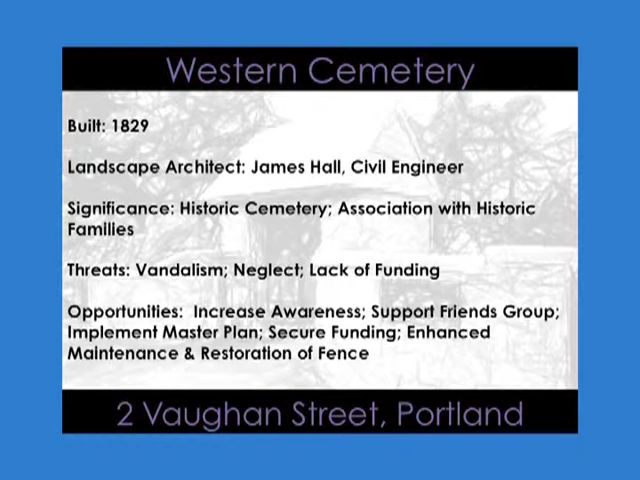 Western Cemetery
Built: 1829
Landscape Architect: James Hall, Civil Engineer
Significance: Historic Cemetery; Association with Historic
Families
Threats: Vandalism; Neglect; Lack of Funding
Opportunities:  Increase Awareness; Support Friends Group;
Implement Master Plan; Secure Funding; Enhanced
Maintenance & Restoration of Fence
2 Vaughan Street, Portland